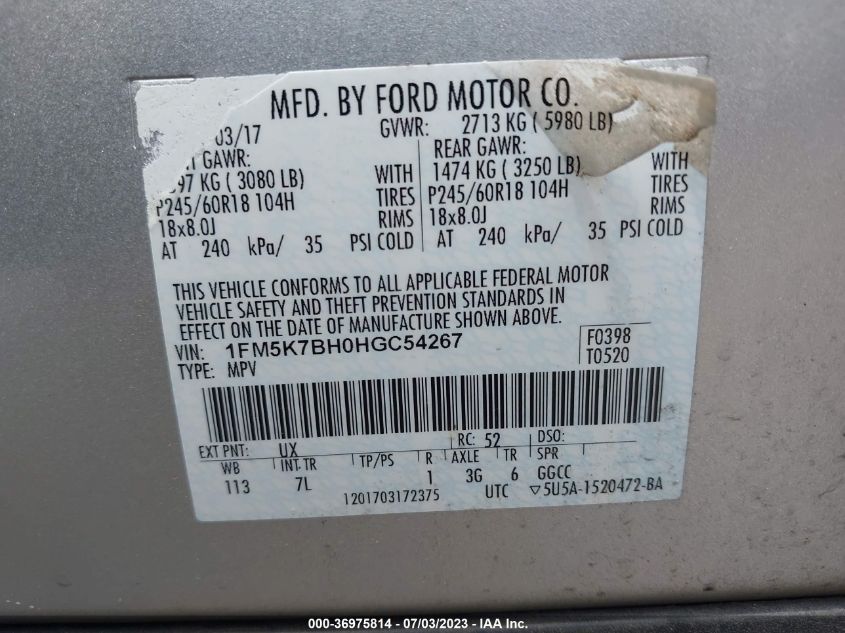 MFD. BY FORD MOTOR CO.
03/17 GVWR: 2713 KG ( 5980 LB)
GAWR: REAR GAWR:
KG ( 3080 LB) WITH 1474 KG ( 3250 LB) WITH
P245/60R18 104H TIRES P245/60R18 104H TIRES
18x8.0J RIMS 18x8.0J RIMS
AT 240 kPa/ 35 PSI COLD AT 240 kPa/ 35 PSI COLD
THIS VEHICLE CONFORMS TO ALL APPLICABLE FEDERAL MOTOR
VEHICLE SAFETY AND THEFT PREVENTION STANDARDS IN
EFFECT ON THE DATE OF MANUFACTURE SHOWN ABOVE.
VIN: 1FM5K7BH0HGC54267 F0398
TYPE: MPV T0520
EXT PNT: UX RC: 52 DSO:
WB INT TR TP/PS R AXLE TR SPR
113 7L 1 3G 6 GGCC
1201703172375 UTC ▽5U5A-1520472-BA
000-36975814 - 07/03/2023 - IAA Inc.